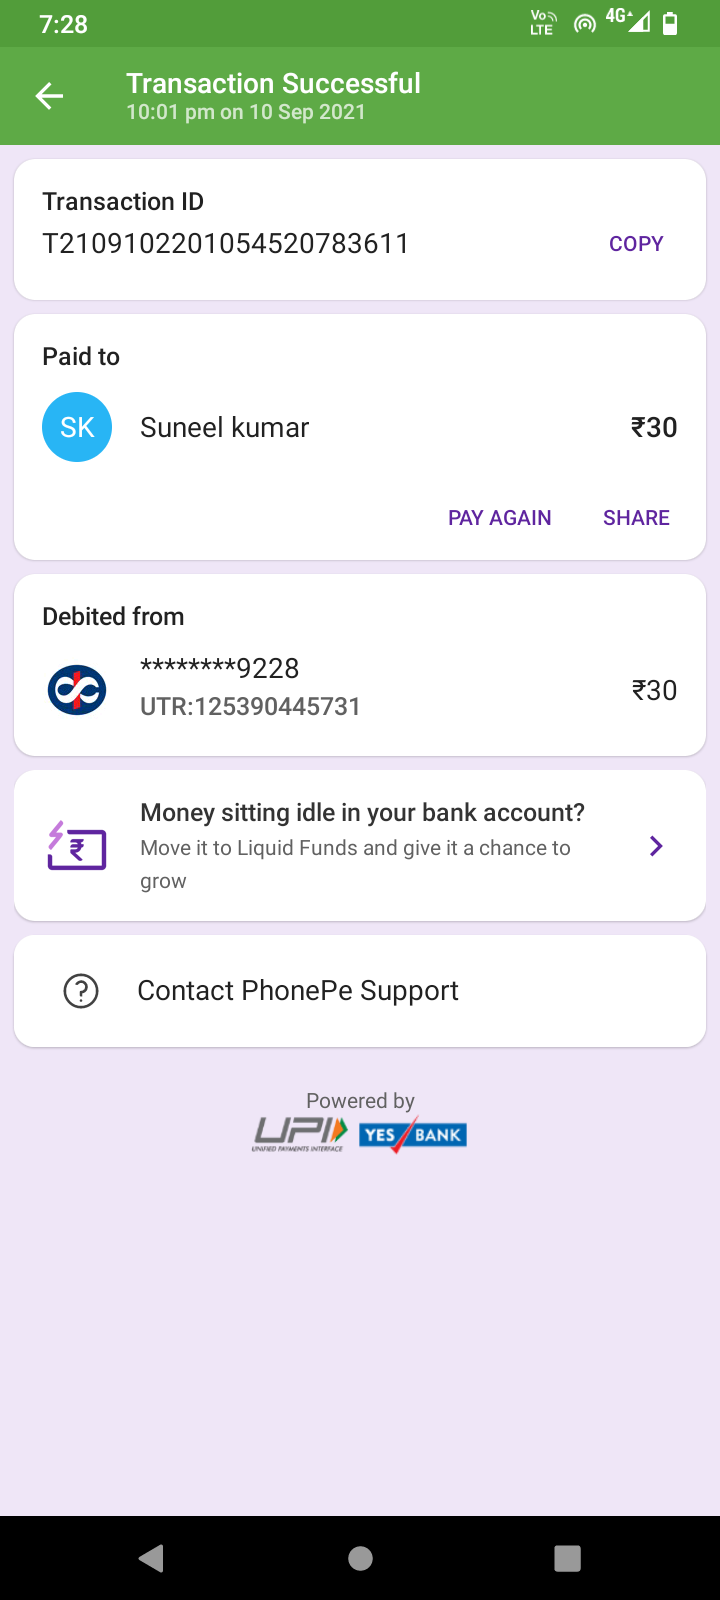 7:28
Vo LTE 4G
Transaction Successful
10:01 pm on 10 Sep 2021
Transaction ID
T2109102201054520783611
COPY
Paid to
SK Suneel kumar ₹30
PAY AGAIN SHARE
Debited from
********9228
UTR:125390445731
₹30
Money sitting idle in your bank account?
Move it to Liquid Funds and give it a chance to
grow
Contact PhonePe Support
Powered by
UPI YES BANK
UNIFIED PAYMENTS INTERFACE